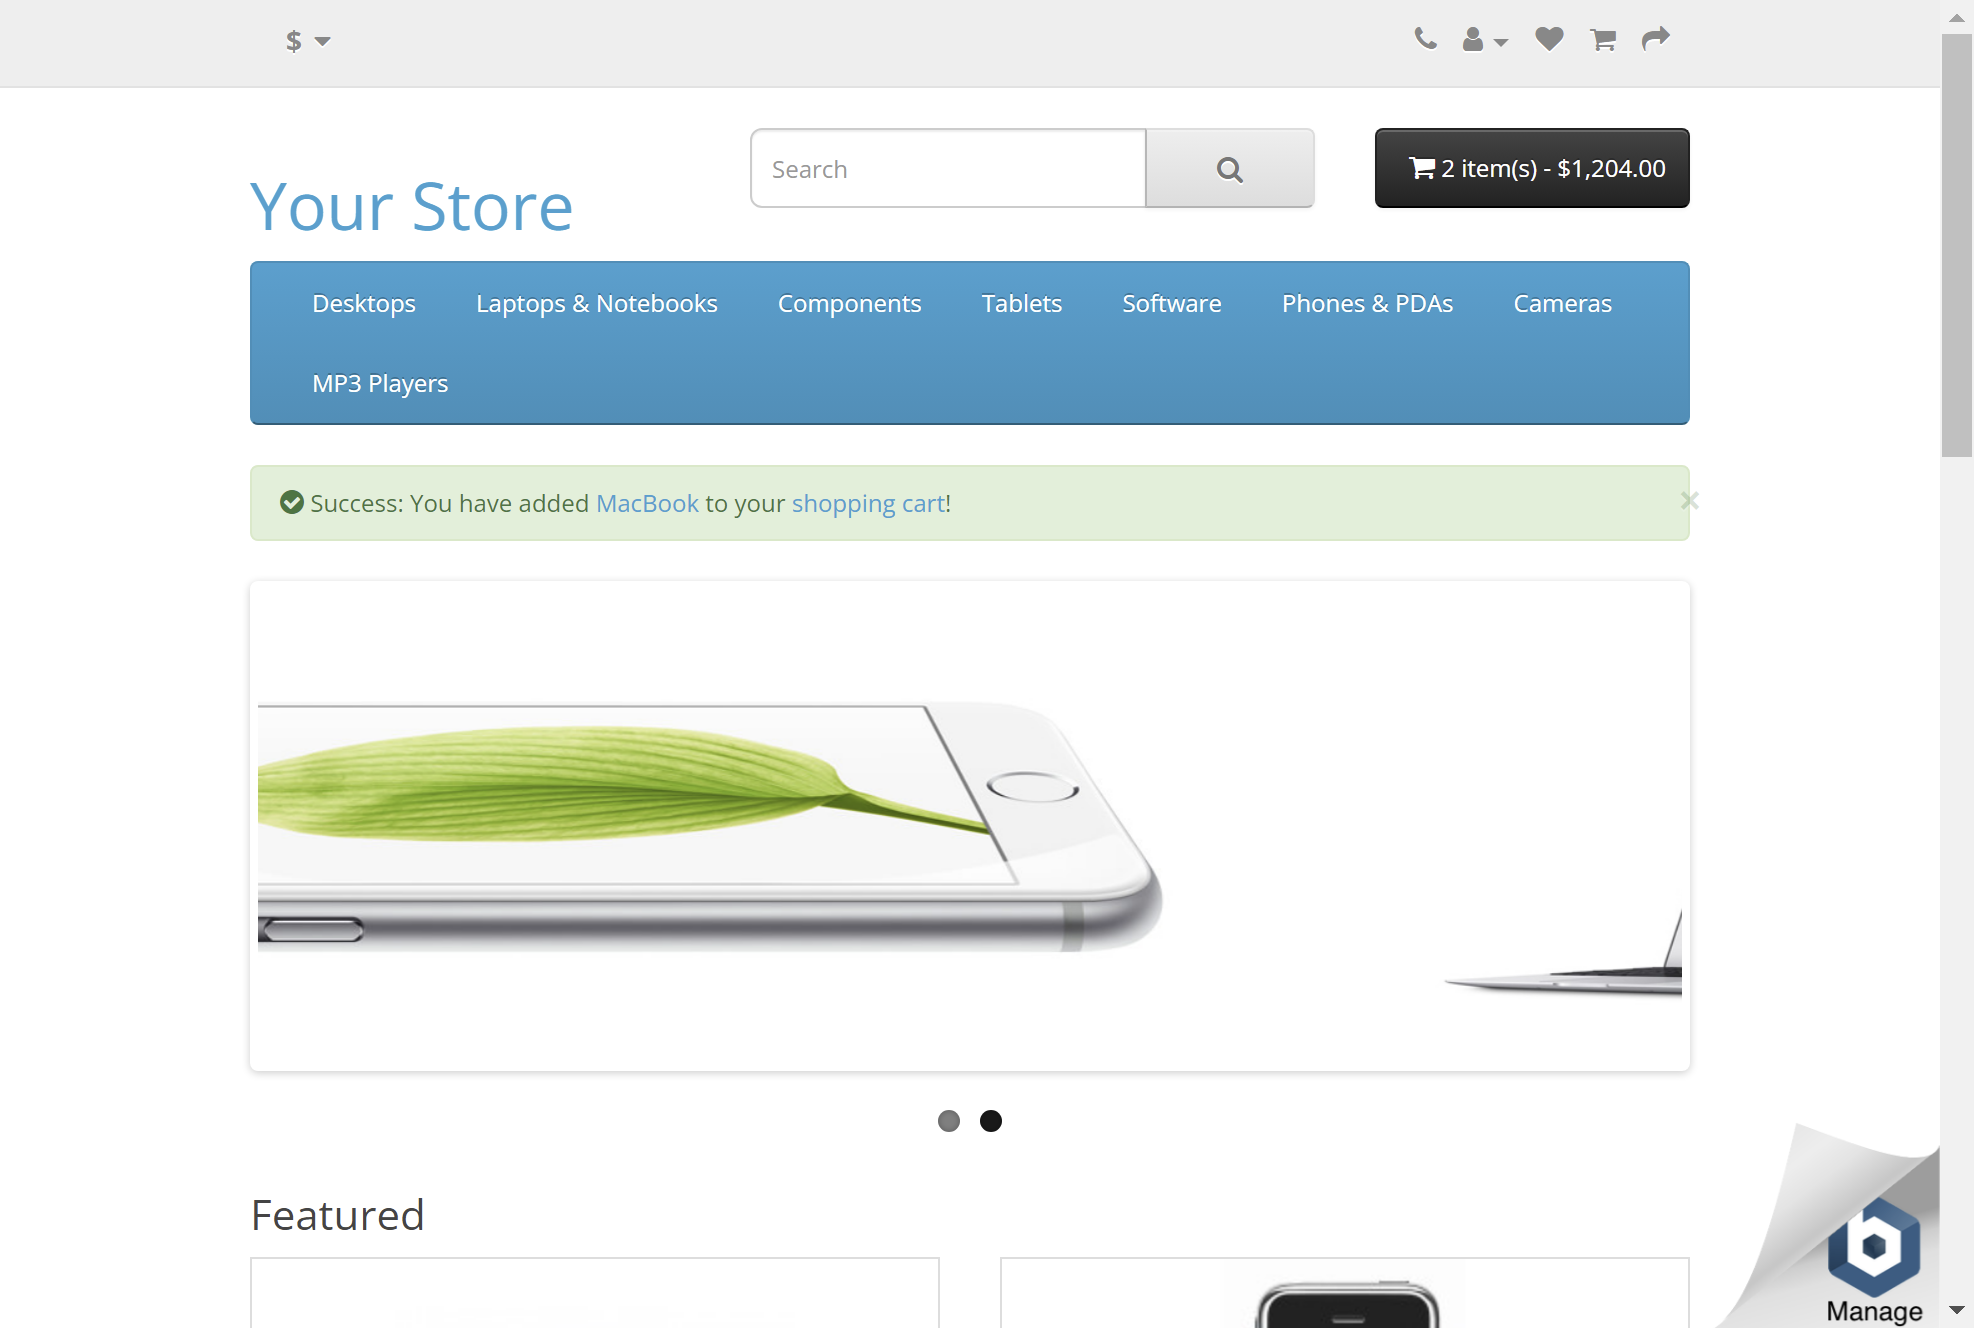 $
Search
2 item(s) - $1,204.00
Your Store
Desktops Laptops & Notebooks Components Tablets Software Phones & PDAs Cameras
MP3 Players
Success: You have added MacBook to your shopping cart!
×
Featured
Manage